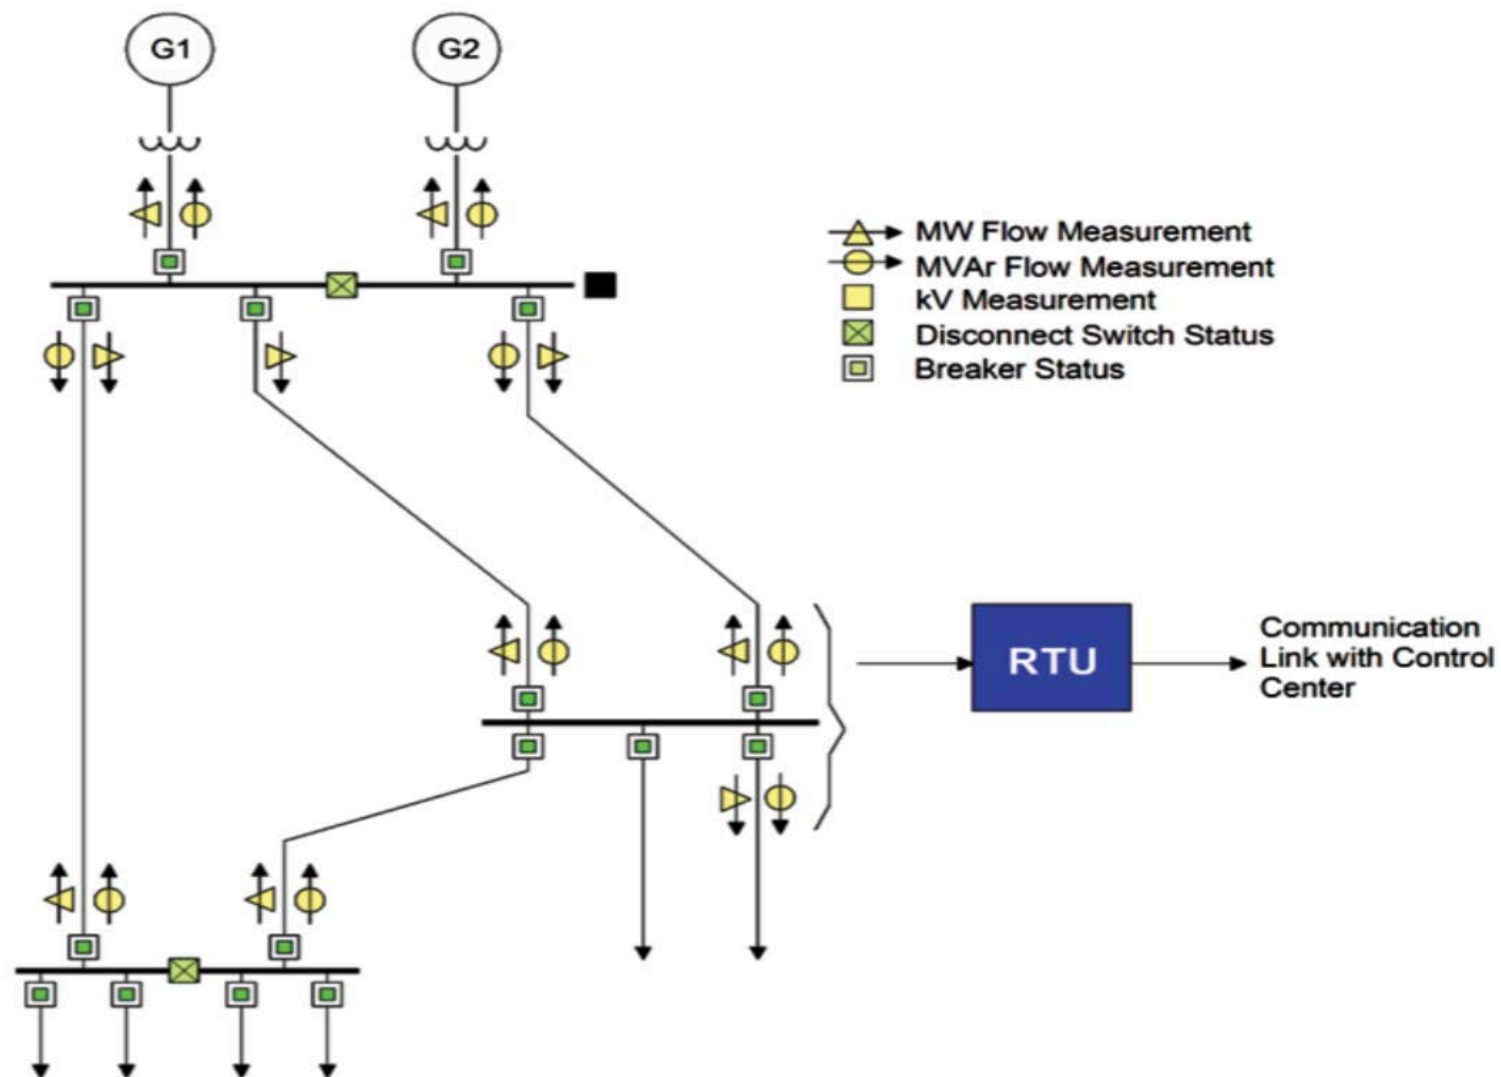 G1
G2
MW Flow Measurement
MVAr Flow Measurement
kV Measurement
Disconnect Switch Status
Breaker Status
RTU
Communication
Link with Control
Center